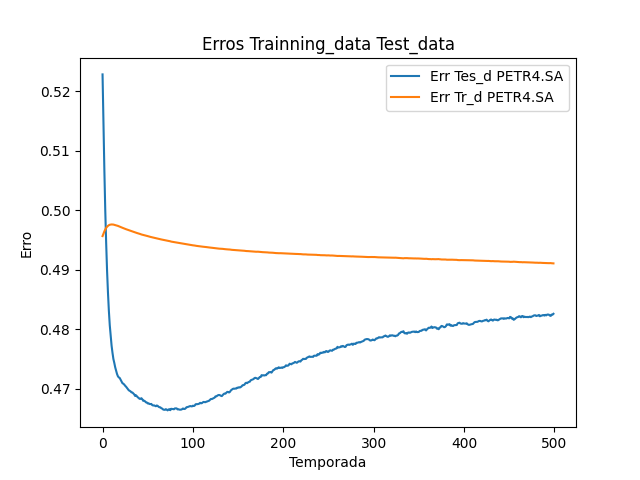 Erros Trainning_data Test_data
Err Tes_d PETR4.SA
Err Tr_d PETR4.SA
0.52
0.51
0.50
0.49
0.48
0.47
Erro
0 100 200 300 400 500
Temporada